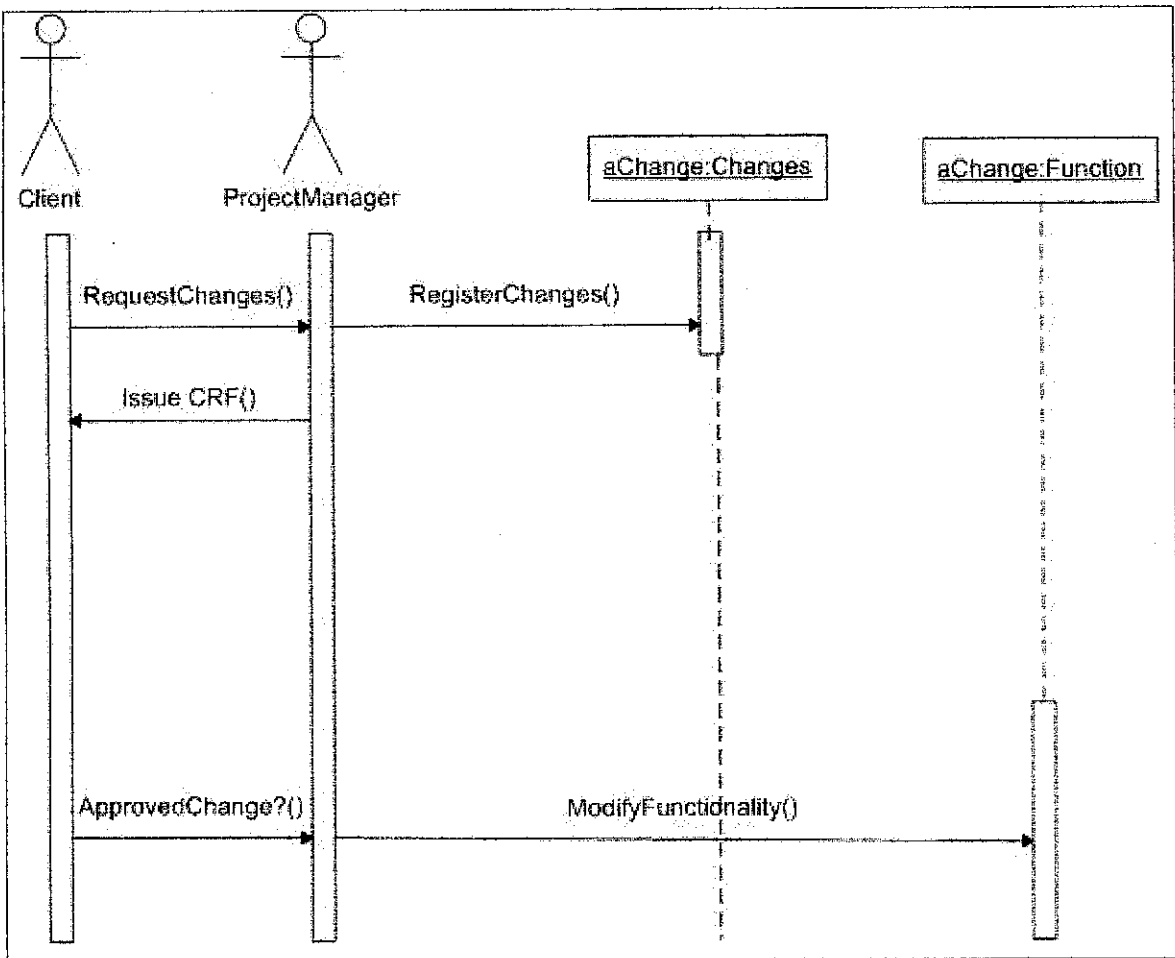 Client
ProjectManager
aChange:Changes
aChange:Function
RequestChanges()
RegisterChanges()
Issue CRF()
ApprovedChange?()
ModifyFunctionality()